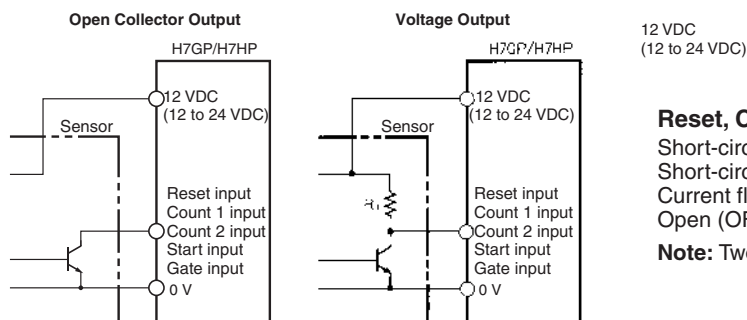 Open Collector Output
H7GP/H7HP
12 VDC
(12 to 24 VDC)
Sensor
Reset input
Count 1 input
Count 2 input
Start input
Gate input
0 V
Voltage Output
H7GP/H7HP
12 VDC
(12 to 24 VDC)
Sensor
Reset input
Count 1 input
Count 2 input
Start input
Gate input
0 V
12 VDC
(12 to 24 VDC)
Reset, C
Short-circ
Short-circ
Current fl
Open (OF
Note: Two